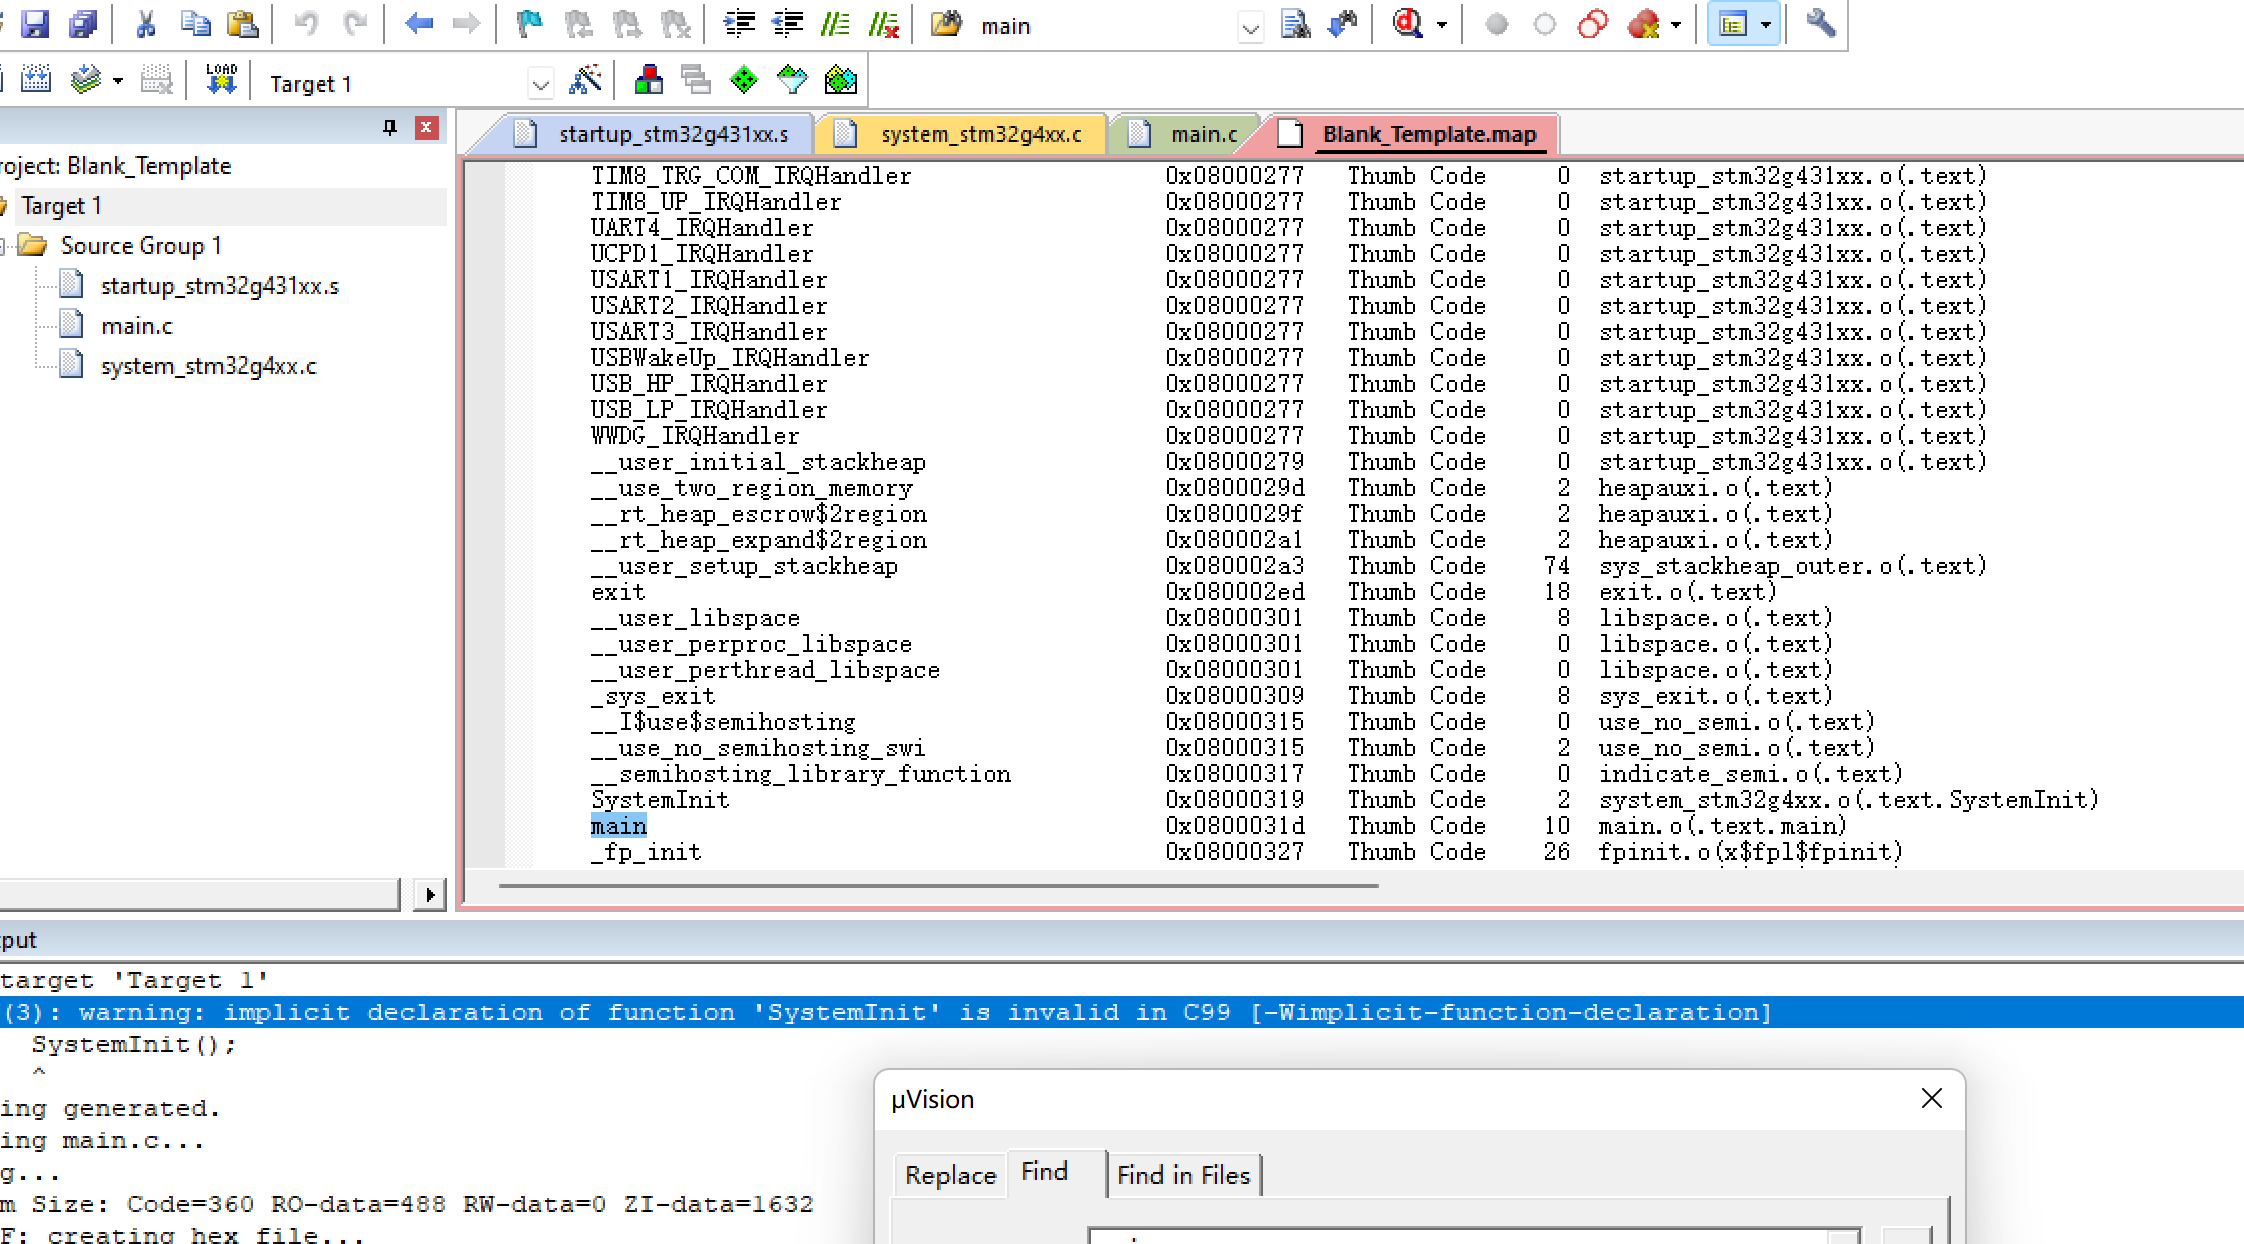 main
LOAD
Target 1
roject: Blank_Template
Target 1
Source Group 1
startup_stm32g431xx.s
main.c
system_stm32g4xx.c
startup_stm32g431xx.s
system_stm32g4xx.c
main.c
Blank_Template.map
TIM8_TRG_COM_IRQHandler 0x08000277 Thumb Code 0 startup_stm32g431xx.o(.text)
TIM8_UP_IRQHandler 0x08000277 Thumb Code 0 startup_stm32g431xx.o(.text)
UART4_IRQHandler 0x08000277 Thumb Code 0 startup_stm32g431xx.o(.text)
UCPD1_IRQHandler 0x08000277 Thumb Code 0 startup_stm32g431xx.o(.text)
USART1_IRQHandler 0x08000277 Thumb Code 0 startup_stm32g431xx.o(.text)
USART2_IRQHandler 0x08000277 Thumb Code 0 startup_stm32g431xx.o(.text)
USART3_IRQHandler 0x08000277 Thumb Code 0 startup_stm32g431xx.o(.text)
USBWakeUp_IRQHandler 0x08000277 Thumb Code 0 startup_stm32g431xx.o(.text)
USB_HP_IRQHandler 0x08000277 Thumb Code 0 startup_stm32g431xx.o(.text)
USB_LP_IRQHandler 0x08000277 Thumb Code 0 startup_stm32g431xx.o(.text)
WWDG_IRQHandler 0x08000277 Thumb Code 0 startup_stm32g431xx.o(.text)
__user_initial_stackheap 0x08000279 Thumb Code 0 startup_stm32g431xx.o(.text)
__use_two_region_memory 0x0800029d Thumb Code 2 heapauxi.o(.text)
__rt_heap_escrow$2region 0x0800029f Thumb Code 2 heapauxi.o(.text)
__rt_heap_expand$2region 0x080002a1 Thumb Code 2 heapauxi.o(.text)
__user_setup_stackheap 0x080002a3 Thumb Code 74 sys_stackheap_outer.o(.text)
exit 0x080002ed Thumb Code 18 exit.o(.text)
__user_libspace 0x08000301 Thumb Code 8 libspace.o(.text)
__user_perproc_libspace 0x08000301 Thumb Code 0 libspace.o(.text)
__user_perthread_libspace 0x08000301 Thumb Code 0 libspace.o(.text)
_sys_exit 0x08000309 Thumb Code 8 sys_exit.o(.text)
__I$use$semihosting 0x08000315 Thumb Code 0 use_no_semi.o(.text)
__use_no_semihosting_swi 0x08000315 Thumb Code 2 use_no_semi.o(.text)
__semihosting_library_function 0x08000317 Thumb Code 0 indicate_semi.o(.text)
SystemInit 0x08000319 Thumb Code 2 system_stm32g4xx.o(.text.SystemInit)
main 0x0800031d Thumb Code 10 main.o(.text.main)
_fp_init 0x08000327 Thumb Code 26 fpinit.o(x$fpl$fpinit)
put
target 'Target 1'
(3): warning: implicit declaration of function 'SystemInit' is invalid in C99 [-Wimplicit-function-declaration]
SystemInit();
^
ing generated.
ing main.c...
g...
m Size: Code=360 RO-data=488 RW-data=0 ZI-data=1632
F: creating hex file...
µVision
Replace
Find
Find in Files